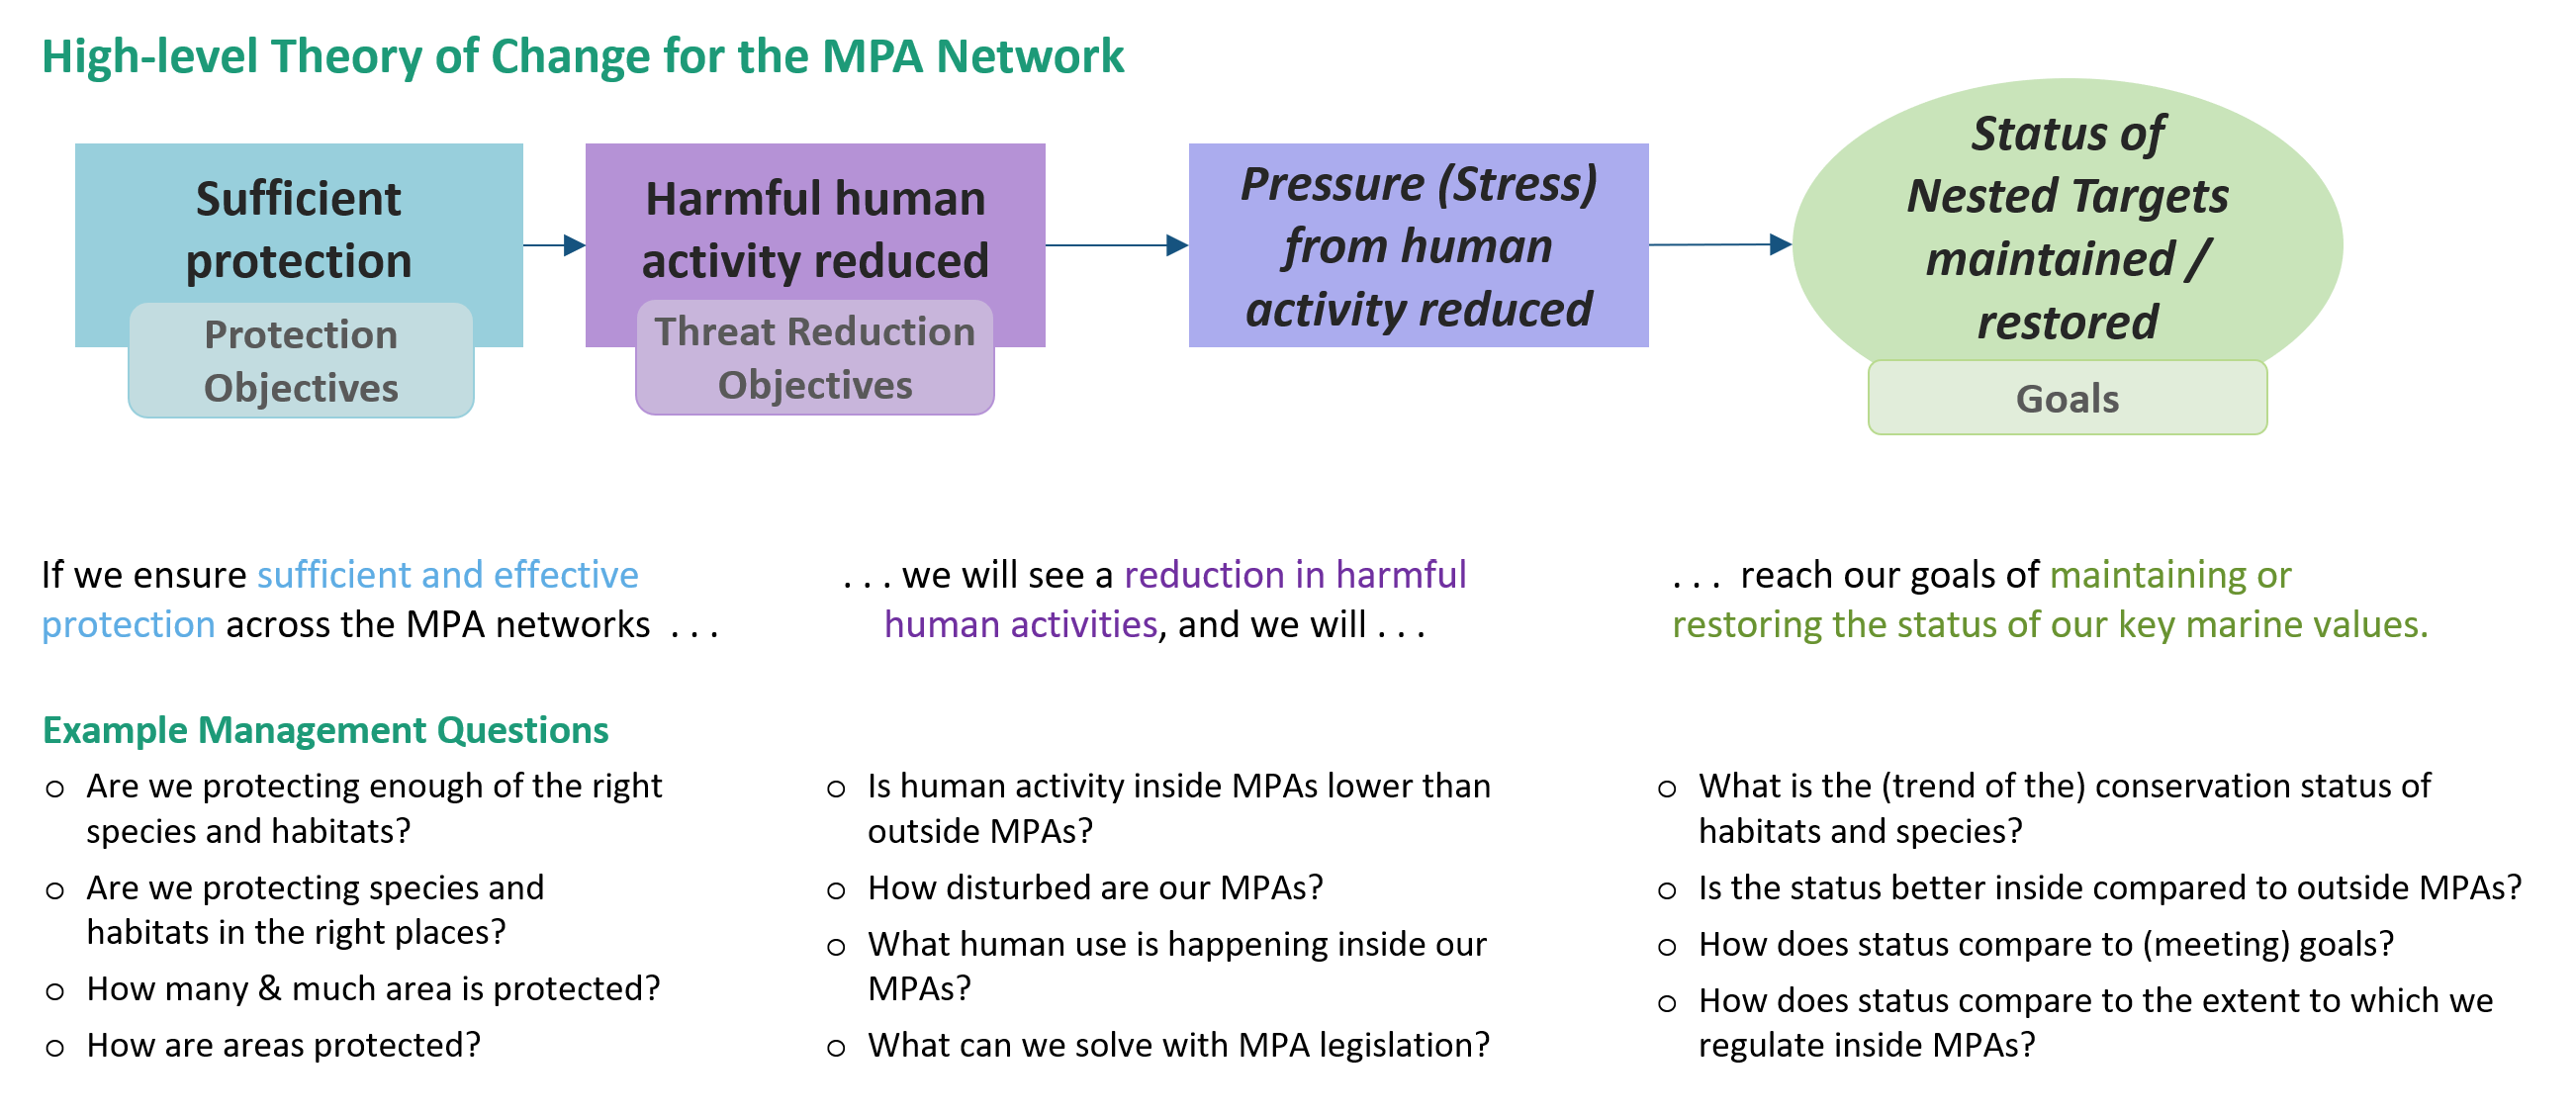 High-level Theory of Change for the MPA Network
Sufficient
protection
Protection
Objectives
Harmful human
activity reduced
Threat Reduction
Objectives
Pressure (Stress)
from human
activity reduced
Status of
Nested Targets
maintained /
restored
Goals
If we ensure sufficient and effective
protection across the MPA networks . . .
. . . we will see a reduction in harmful
human activities, and we will . . .
. . . reach our goals of maintaining or
restoring the status of our key marine values.
Example Management Questions
o Are we protecting enough of the right
species and habitats?
o Are we protecting species and
habitats in the right places?
o How many & much area is protected?
o How are areas protected?
o Is human activity inside MPAs lower than
outside MPAs?
o How disturbed are our MPAs?
o What human use is happening inside our
MPAs?
o What can we solve with MPA legislation?
o What is the (trend of the) conservation status of
habitats and species?
o Is the status better inside compared to outside MPAs?
o How does status compare to (meeting) goals?
o How does status compare to the extent to which we
regulate inside MPAs?